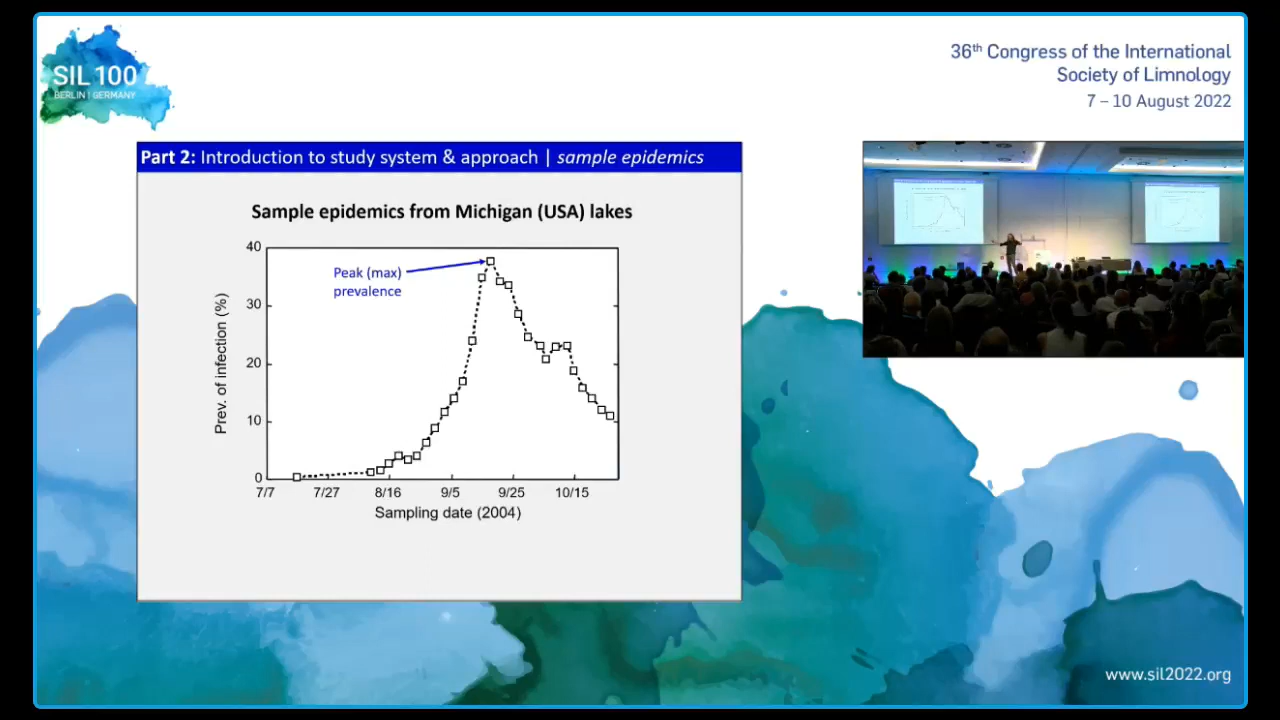 SIL 100
BERLIN | GERMANY
36th Congress of the International
Society of Limnology
7 – 10 August 2022
Part 2: Introduction to study system & approach | sample epidemics
Sample epidemics from Michigan (USA) lakes
Peak (max)
prevalence
Prev. of infection (%)
40
30
20
10
0
7/7 7/27 8/16 9/5 9/25 10/15
Sampling date (2004)
www.sil2022.org